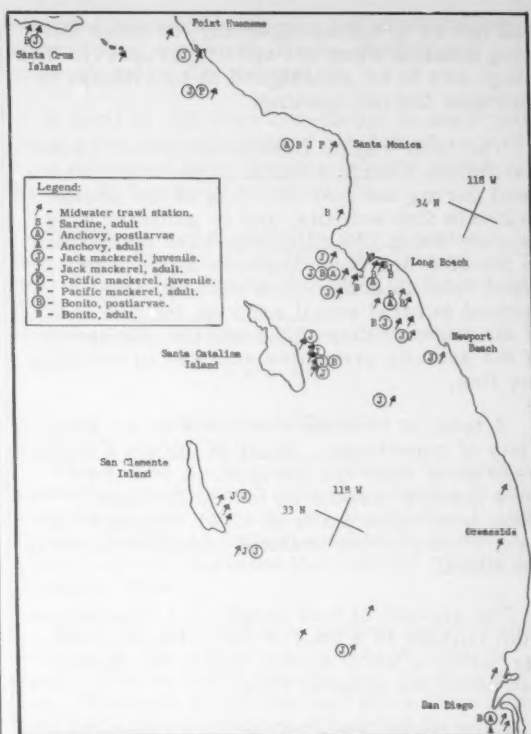 Point Hueneme
B J
Santa Cruz
Island
J
J P
A B J P
Santa Monica
118 W
34 N
B
Legend:
- Midwater trawl station.
S - Sardine, adult
A - Anchovy, postlarvae
A - Anchovy, adult
J - Jack mackerel, juvenile.
J - Jack mackerel, adult.
P - Pacific mackerel, juvenile.
P - Pacific mackerel, adult.
B - Bonito, postlarvae.
B - Bonito, adult.
J
Long Beach
J B A
B
A
J
A B
B J
J
Newport
Beach
J
Santa Catalina
Island
J
J B
J
J
San Clemente
Island
118 W
33 N
J J
J J
Oceanside
J
San Diego
B A